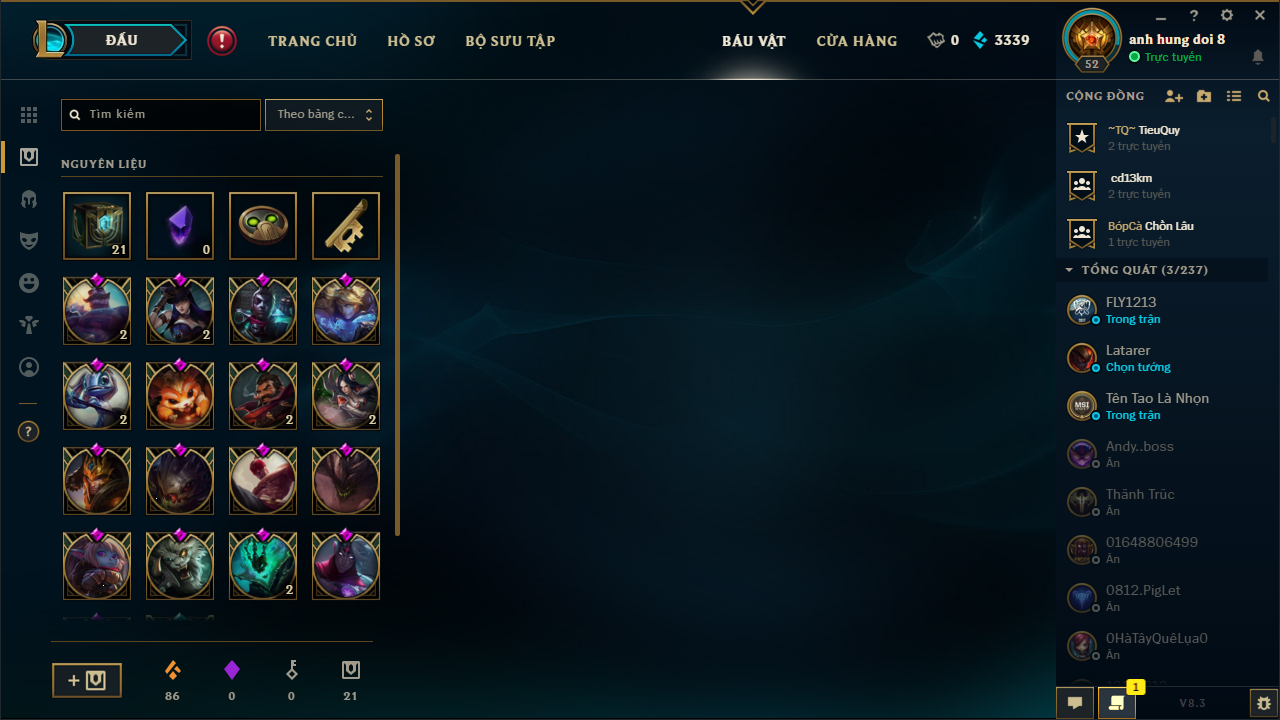 ĐẤU
TRANG CHỦ
HỒ SƠ
BỘ SƯU TẬP
BÁU VẬT
CỬA HÀNG
0
3339
52
anh hung doi 8
Trực tuyến
Tìm kiếm
Theo bảng c...
NGUYÊN LIỆU
21
0
2
2
2
2
2
2
86
0
0
21
CỘNG ĐỒNG
~TQ~ TieuQuy
2 trực tuyến
cd13km
2 trực tuyến
BópCà Chôn Lâu
1 trực tuyến
TỔNG QUÁT (3/237)
FLY1213
Trong trận
Latarer
Chọn tướng
Tên Tao Là Nhọn
Trong trận
MSI
Andy..boss
Ẩn
Thãnh Trüc
Ẩn
01648806499
Ẩn
0812.PigLet
Ẩn
0HàTâyQuêLụa0
Ẩn
1
V8.3